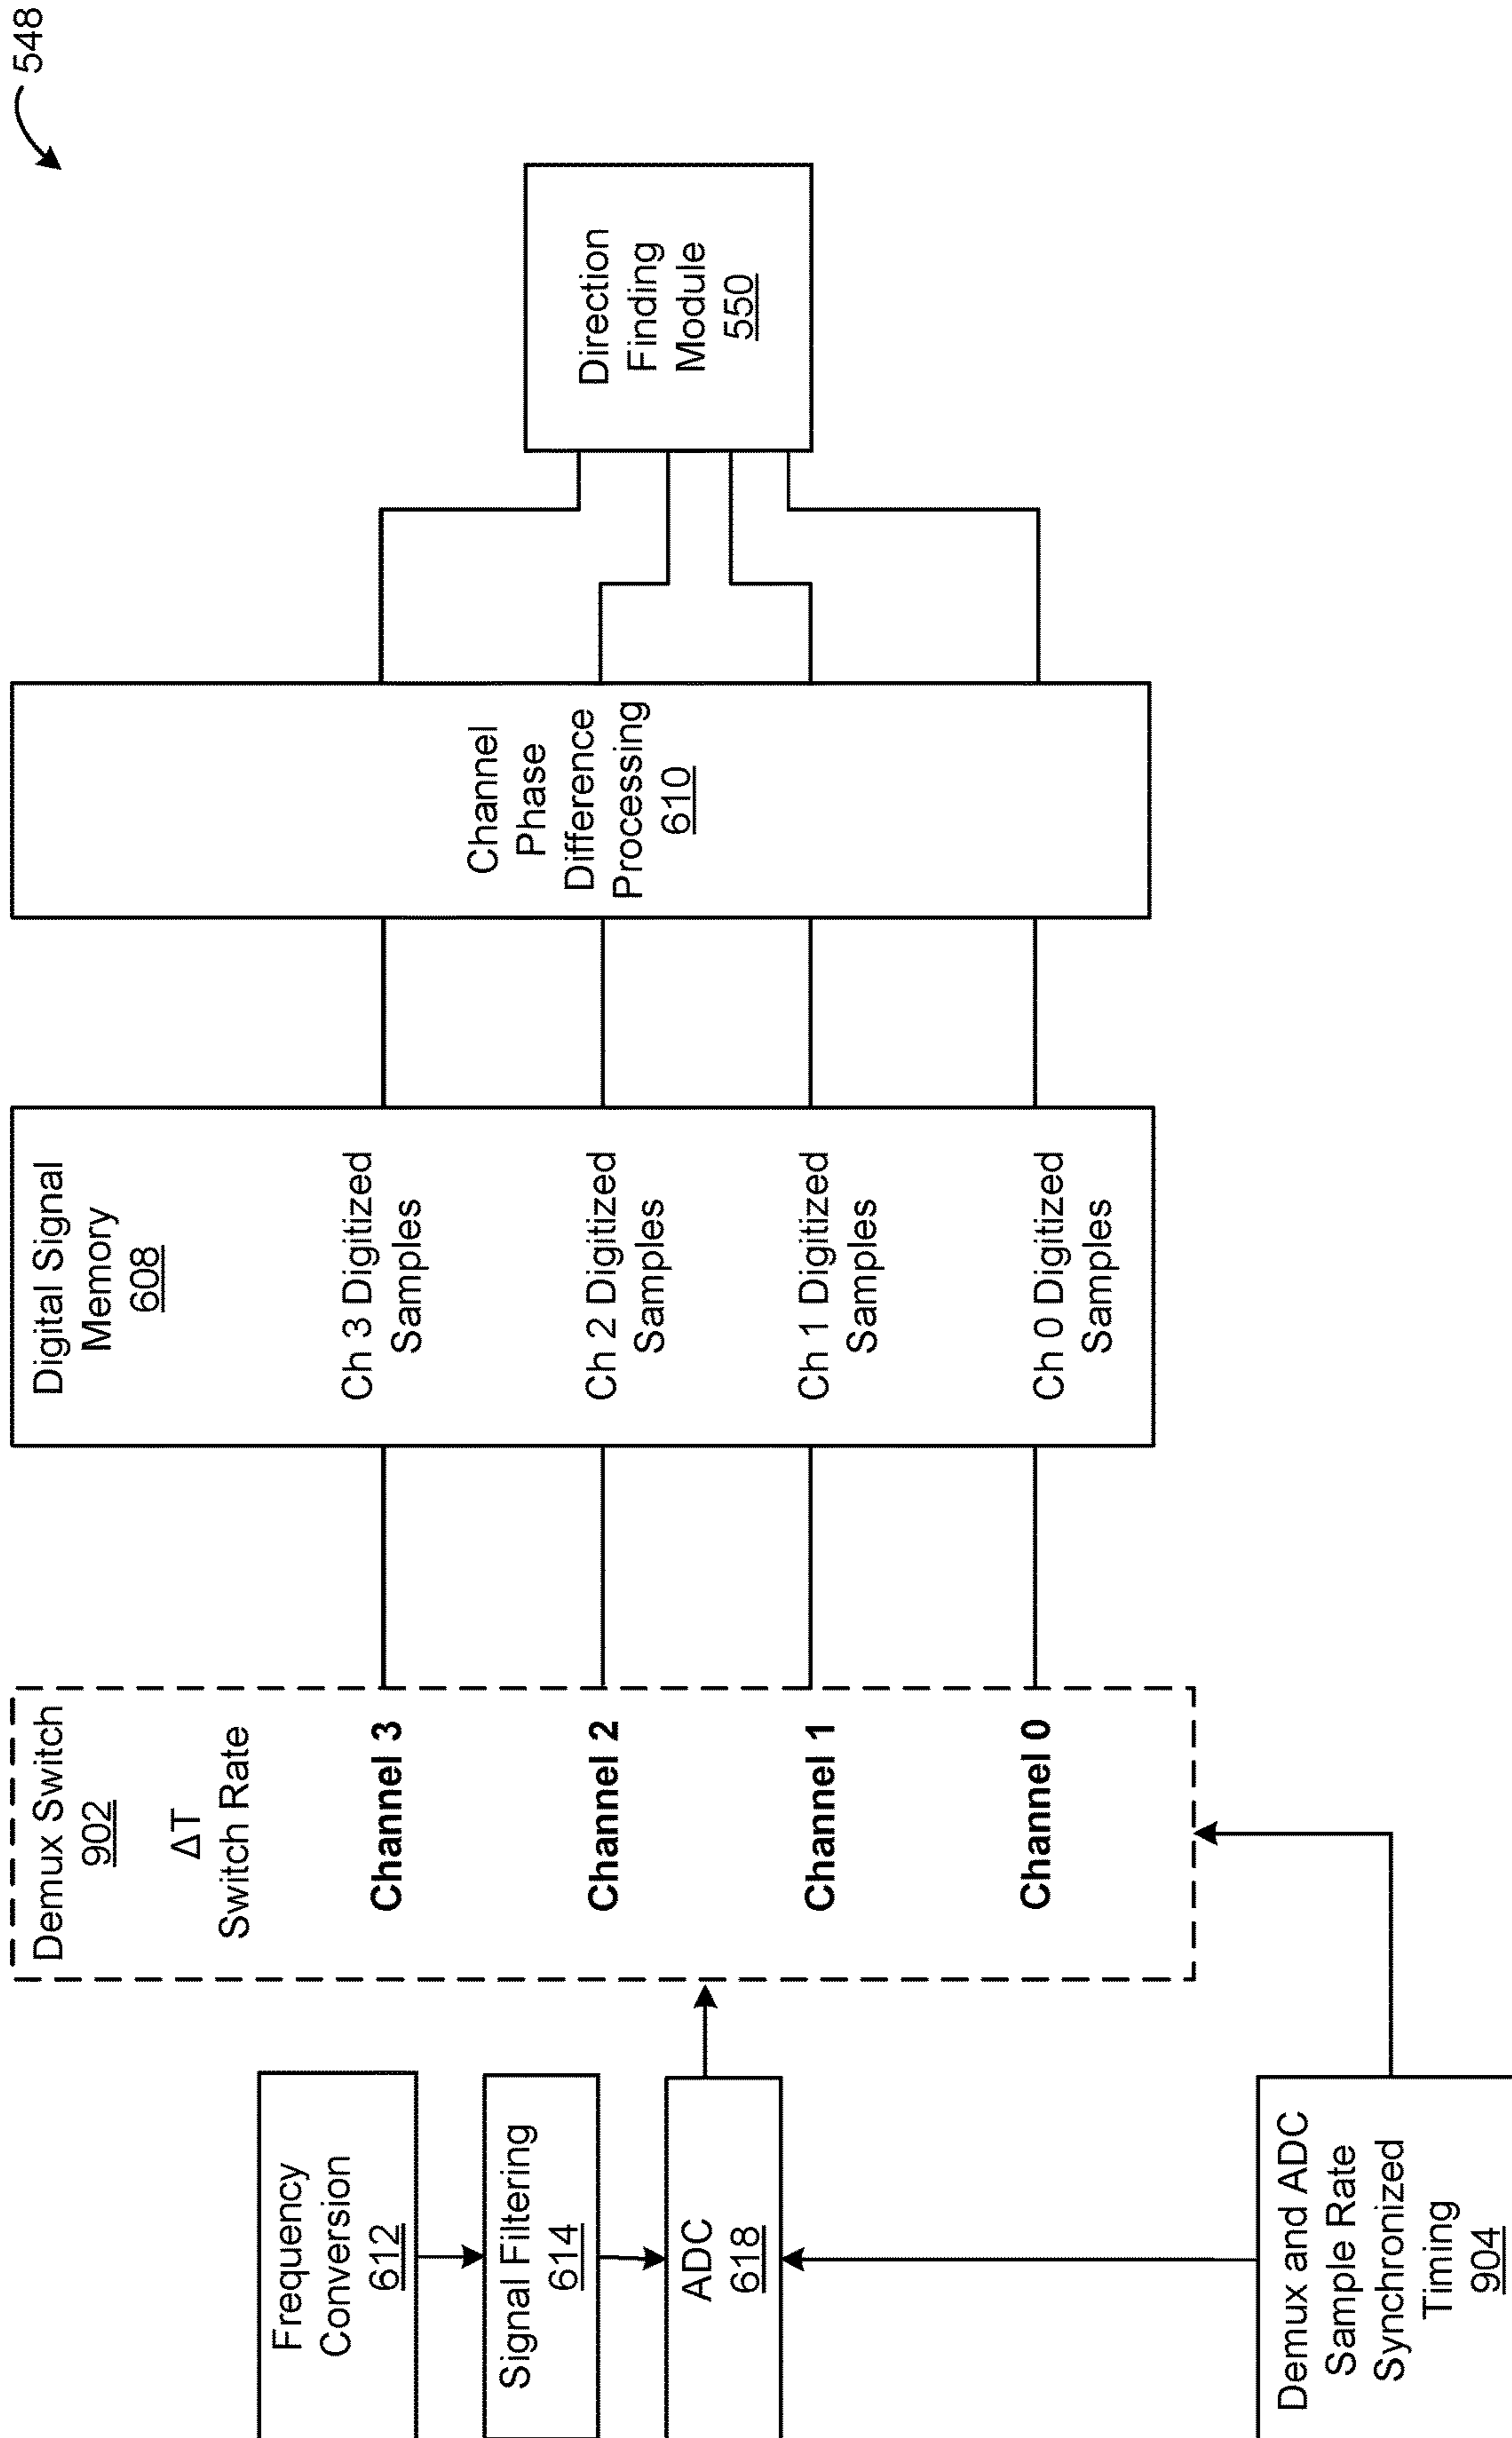 548
Frequency
Conversion
612
Signal Filtering
614
ADC
618
Demux and ADC
Sample Rate
Synchronized
Timing
904
Demux Switch
902
ΔT
Switch Rate
Channel 3
Channel 2
Channel 1
Channel 0
Digital Signal
Memory
608
Ch 3 Digitized
Samples
Ch 2 Digitized
Samples
Ch 1 Digitized
Samples
Ch 0 Digitized
Samples
Channel
Phase
Difference
Processing
610
Direction
Finding
Module
550